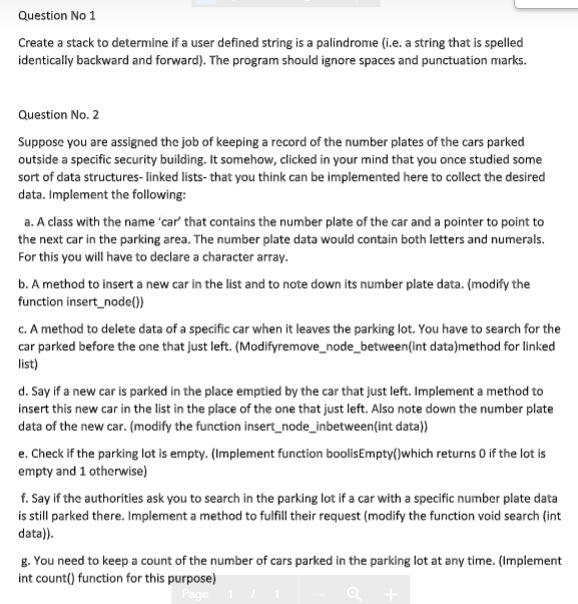 Question No 1
Create a stack to determine if a user defined string is a palindrome (i.e. a string that is spelled
identically backward and forward). The program should ignore spaces and punctuation marks.
Question No. 2
Suppose you are assigned the job of keeping a record of the number plates of the cars parked
outside a specific security building. It somehow, clicked in your mind that you once studied some
sort of data structures- linked lists- that you think can be implemented here to collect the desired
data. Implement the following:
a. A class with the name ‘car’ that contains the number plate of the car and a pointer to point to
the next car in the parking area. The number plate data would contain both letters and numerals.
For this you will have to declare a character array.
b. A method to insert a new car in the list and to note down its number plate data. (modify the
function insert_node())
c. A method to delete data of a specific car when it leaves the parking lot. You have to search for the
car parked before the one that just left. (Modifyremove_node_between(int data)method for linked
list)
d. Say if a new car is parked in the place emptied by the car that just left. Implement a method to
insert this new car in the list in the place of the one that just left. Also note down the number plate
data of the new car. (modify the function insert_node_inbetween(int data))
e. Check if the parking lot is empty. (Implement function boolisEmpty()which returns 0 if the lot is
empty and 1 otherwise)
f. Say if the authorities ask you to search in the parking lot if a car with a specific number plate data
is still parked there. Implement a method to fulfill their request (modify the function void search (int
data)).
g. You need to keep a count of the number of cars parked in the parking lot at any time. (Implement
int count() function for this purpose)
Page 1 / 1